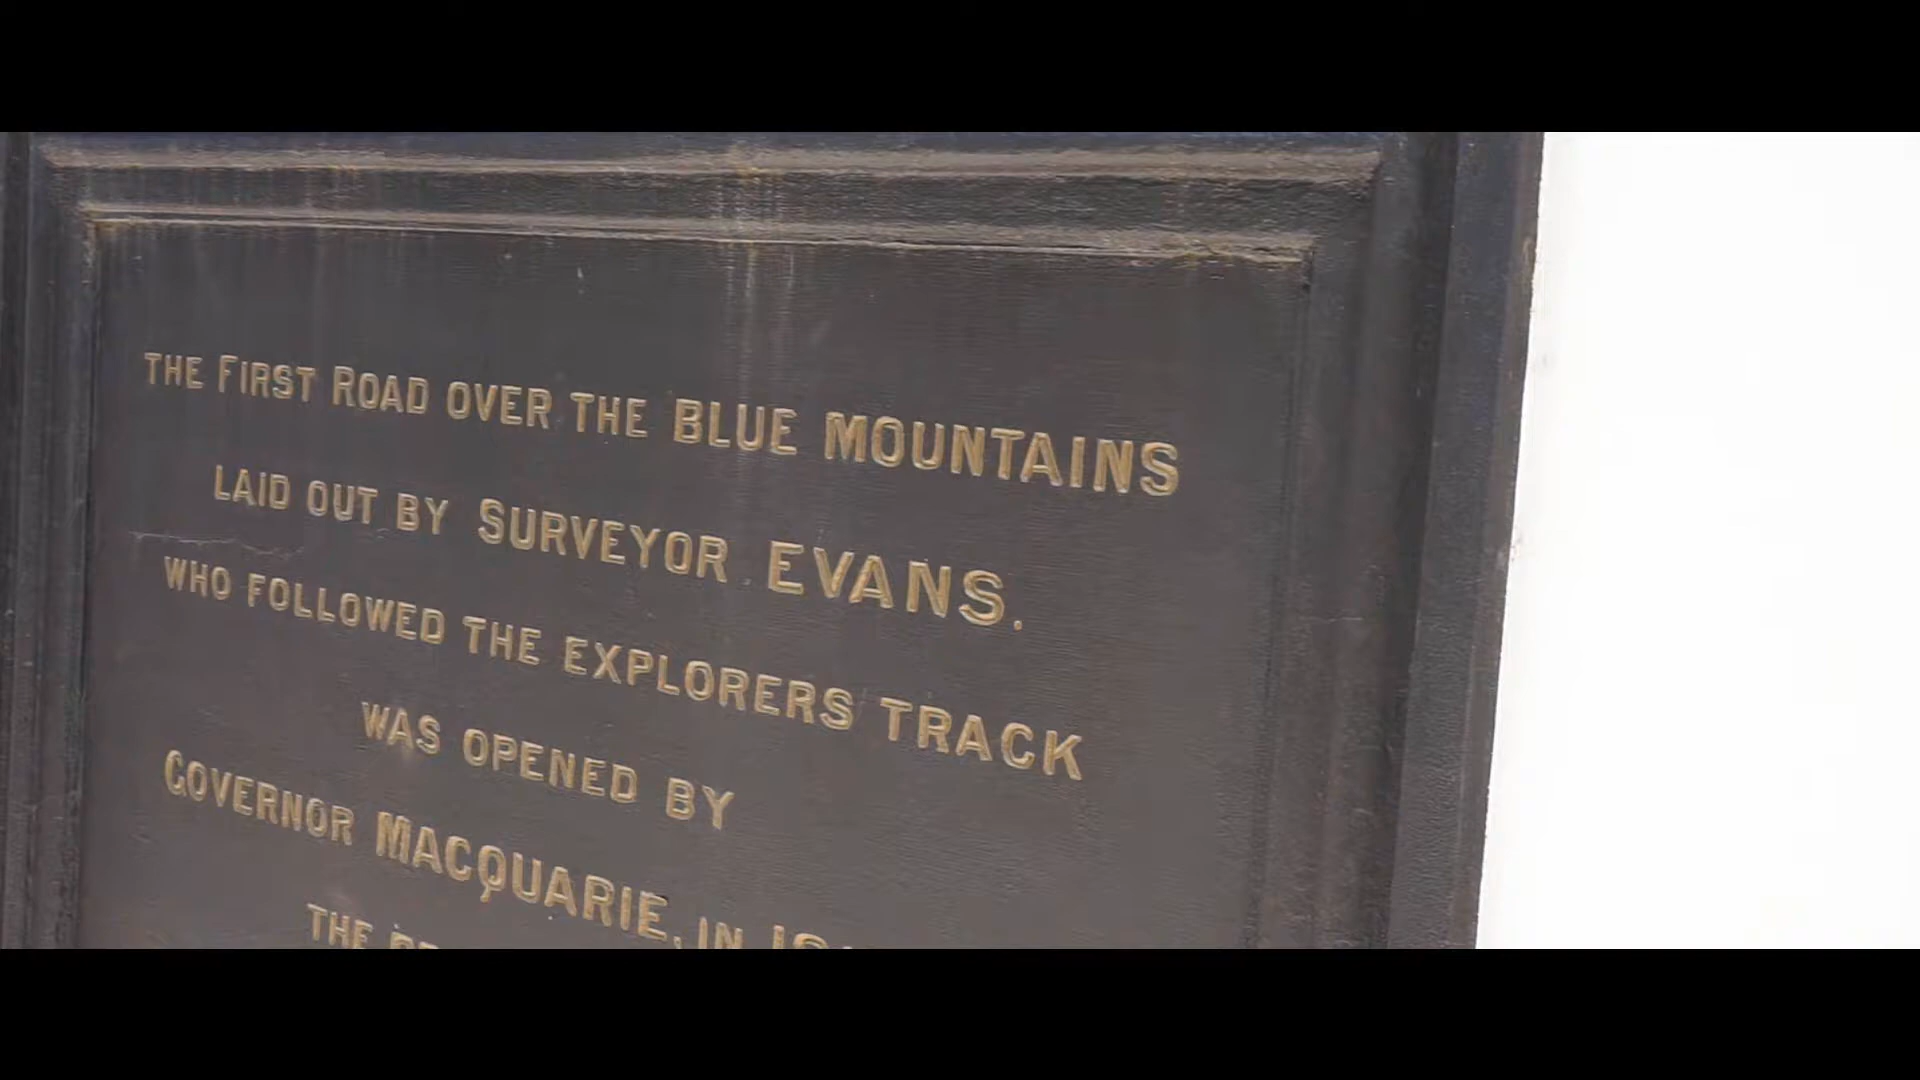 THE FIRST ROAD OVER THE BLUE MOUNTAINS
LAID OUT BY SURVEYOR EVANS.
WHO FOLLOWED THE EXPLORERS TRACK
WAS OPENED BY
GOVERNOR MACQUARIE, IN
THE